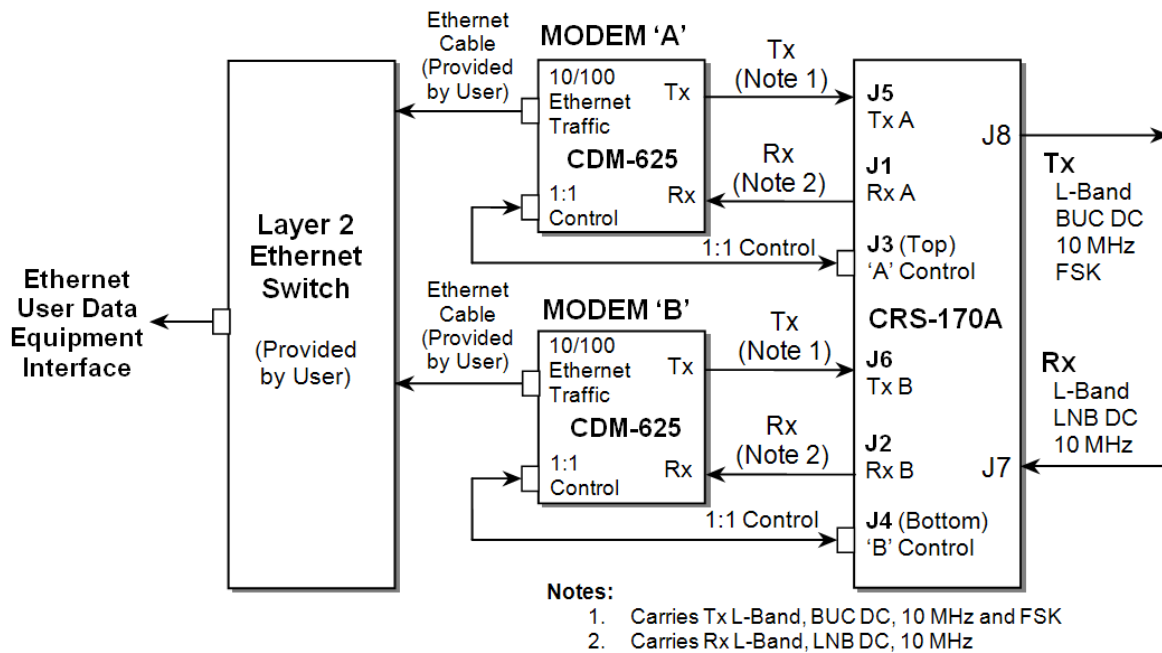 Ethernet
User Data
Equipment
Interface
Layer 2
Ethernet
Switch
(Provided
by User)
Ethernet
Cable
(Provided
by User)
MODEM 'A'
10/100
Ethernet
Traffic
Tx
CDM-625
1:1
Control
Rx
Tx
(Note 1)
Rx
(Note 2)
1:1 Control
Ethernet
Cable
(Provided
by User)
MODEM 'B'
10/100
Ethernet
Traffic
Tx
CDM-625
1:1
Control
Rx
Tx
(Note 1)
Rx
(Note 2)
1:1 Control
J5
Tx A
J1
Rx A
J3 (Top)
'A' Control
CRS-170A
J6
Tx B
J2
Rx B
J4 (Bottom)
'B' Control
J8
J7
Tx
L-Band
BUC DC
10 MHz
FSK
Rx
L-Band
LNB DC
10 MHz
Notes:
1. Carries Tx L-Band, BUC DC, 10 MHz and FSK
2. Carries Rx L-Band, LNB DC, 10 MHz